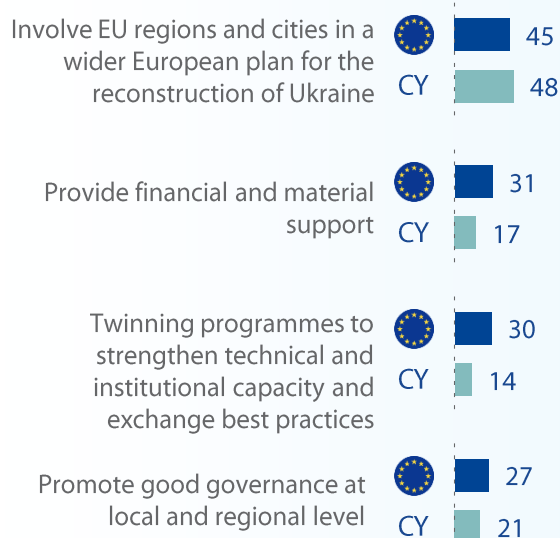 Involve EU regions and cities in a
wider European plan for the
reconstruction of Ukraine
45
CY
48
Provide financial and material
support
31
CY
17
Twinning programmes to
strengthen technical and
institutional capacity and
exchange best practices
30
CY
14
Promote good governance at
local and regional level
27
CY
21